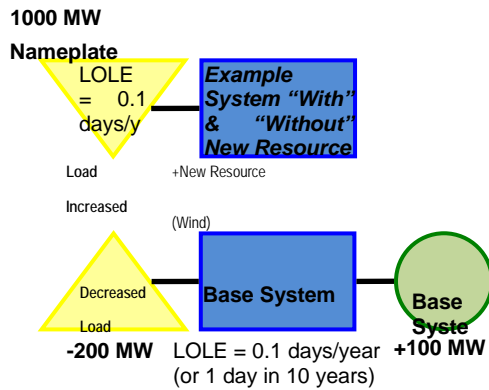 1000 MW
Nameplate
LOLE
= 0.1
days/y
Example
System “With”
& “Without”
New Resource
Load
Increased
+New Resource
(Wind)
Decreased
Load
-200 MW
Base System
LOLE = 0.1 days/year
(or 1 day in 10 years)
Base
Syste
+100 MW